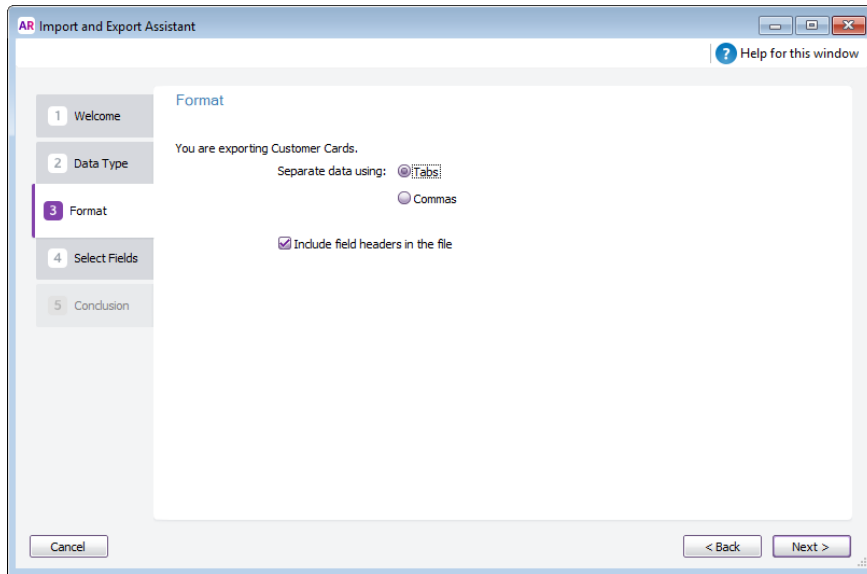 AR Import and Export Assistant
? Help for this window
1 Welcome
2 Data Type
3 Format
4 Select Fields
5 Conclusion
Format
You are exporting Customer Cards.
Separate data using: Tabs
Commas
Include field headers in the file
Cancel
< Back
Next >